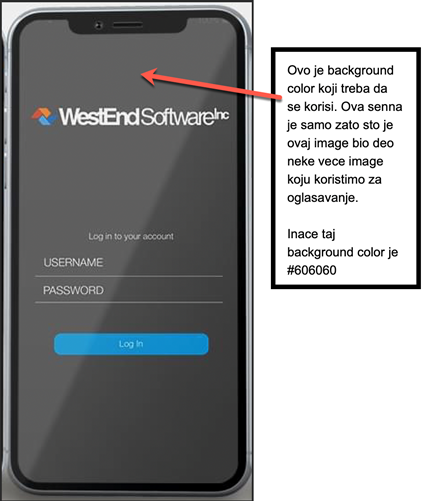 WestEndSoftwareInc
Log in to your account
USERNAME
PASSWORD
Log In
Ovo je background
color koji treba da
se korisi. Ova senna
je samo zato sto je
ovaj image bio deo
neke vece image
koju koristimo za
oglasavanje.
Inace taj
background color je
#606060